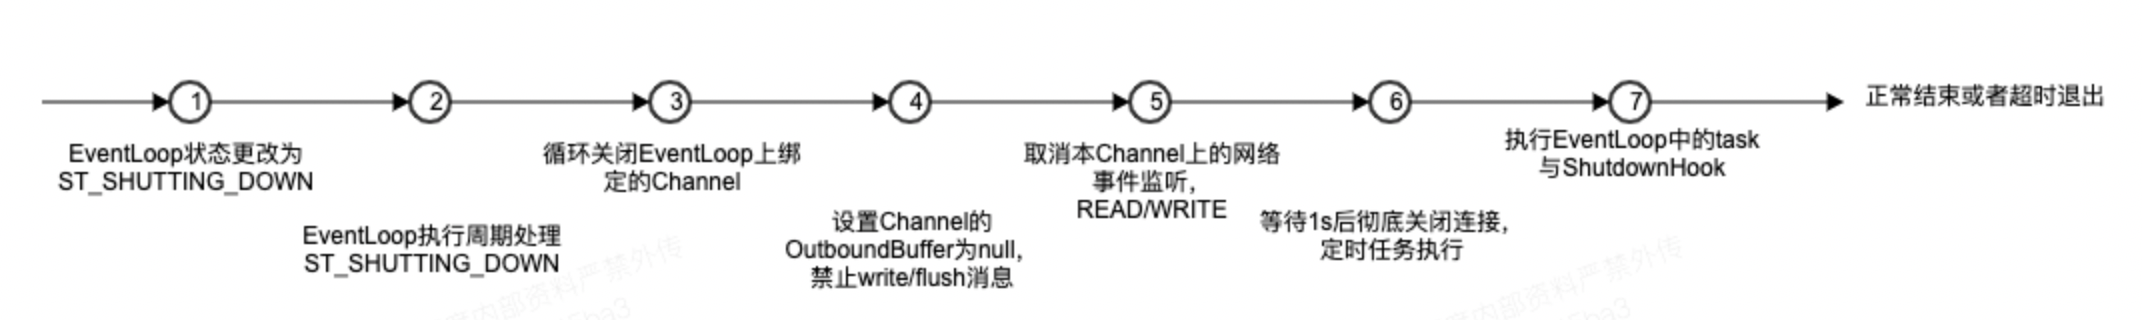 1
2
3
4
5
6
7
正常结束或者超时退出
EventLoop状态更改为
ST_SHUTTING_DOWN
EventLoop执行周期处理
ST_SHUTTING_DOWN
循环关闭EventLoop上绑
定的Channel
设置Channel的
OutboundBuffer为null,
禁止write/flush消息
取消本Channel上的网络
事件监听,
READ/WRITE
等待1s后彻底关闭连接,
定时任务执行
执行EventLoop中的task
与ShutdownHook
内部资料严禁外传
内部资料严禁外传